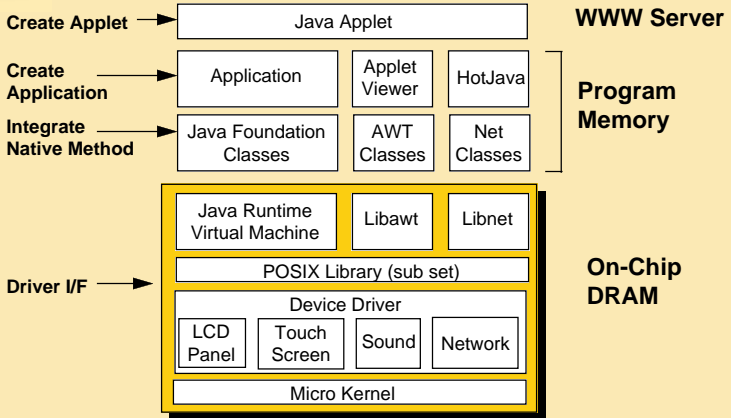 Create Applet
Java Applet
WWW Server
Create
Application
Application
Applet
Viewer
HotJava
Program
Memory
Integrate
Native Method
Java Foundation
Classes
AWT
Classes
Net
Classes
Java Runtime
Virtual Machine
Libawt
Libnet
POSIX Library (sub set)
Driver I/F
On-Chip
DRAM
Device Driver
LCD
Panel
Touch
Screen
Sound
Network
Micro Kernel